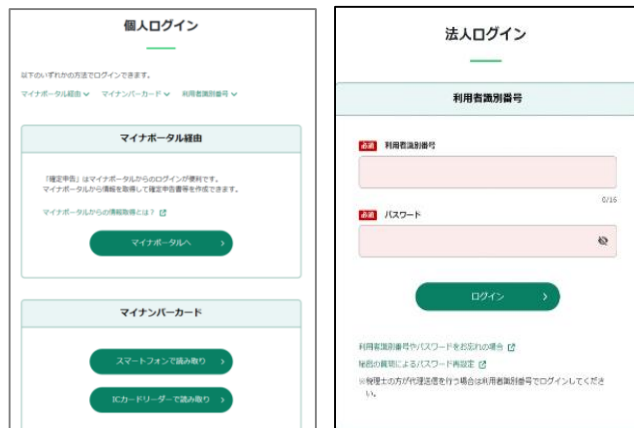 個人ログイン
以下のいずれかの方法でログインできます。
マイナポータル経由 マイナンバーカード 利用者識別番号
マイナポータル経由
「確定申告」はマイナポータルからのログインが便利です。
マイナポータルから情報を取得して確定申告書等を作成できます。
マイナポータルからの情報取得とは?
マイナポータルへ
マイナンバーカード
スマートフォンで読み取り
ICカードリーダーで読み取り
法人ログイン
利用者識別番号
必須 利用者識別番号
0/16
必須 パスワード
ログイン
利用者識別番号やパスワードをお忘れの場合
秘密の質問によるパスワード再設定
※税理士の方が代理送信を行う場合は利用者識別番号でログインしてくださ
い。